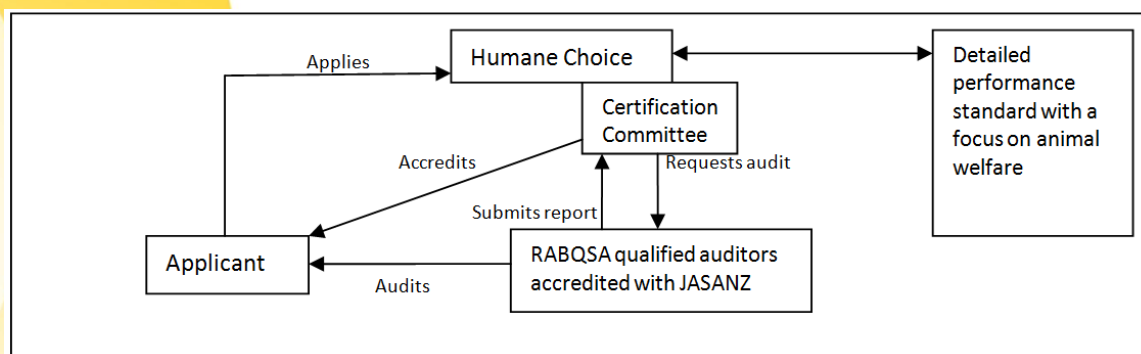 Applies
Humane Choice
Detailed
performance
standard with a
focus on animal
welfare
Certification
Committee
Accredits
Requests audit
Submits report
Applicant
Audits
RABQSA qualified auditors
accredited with JASANZ